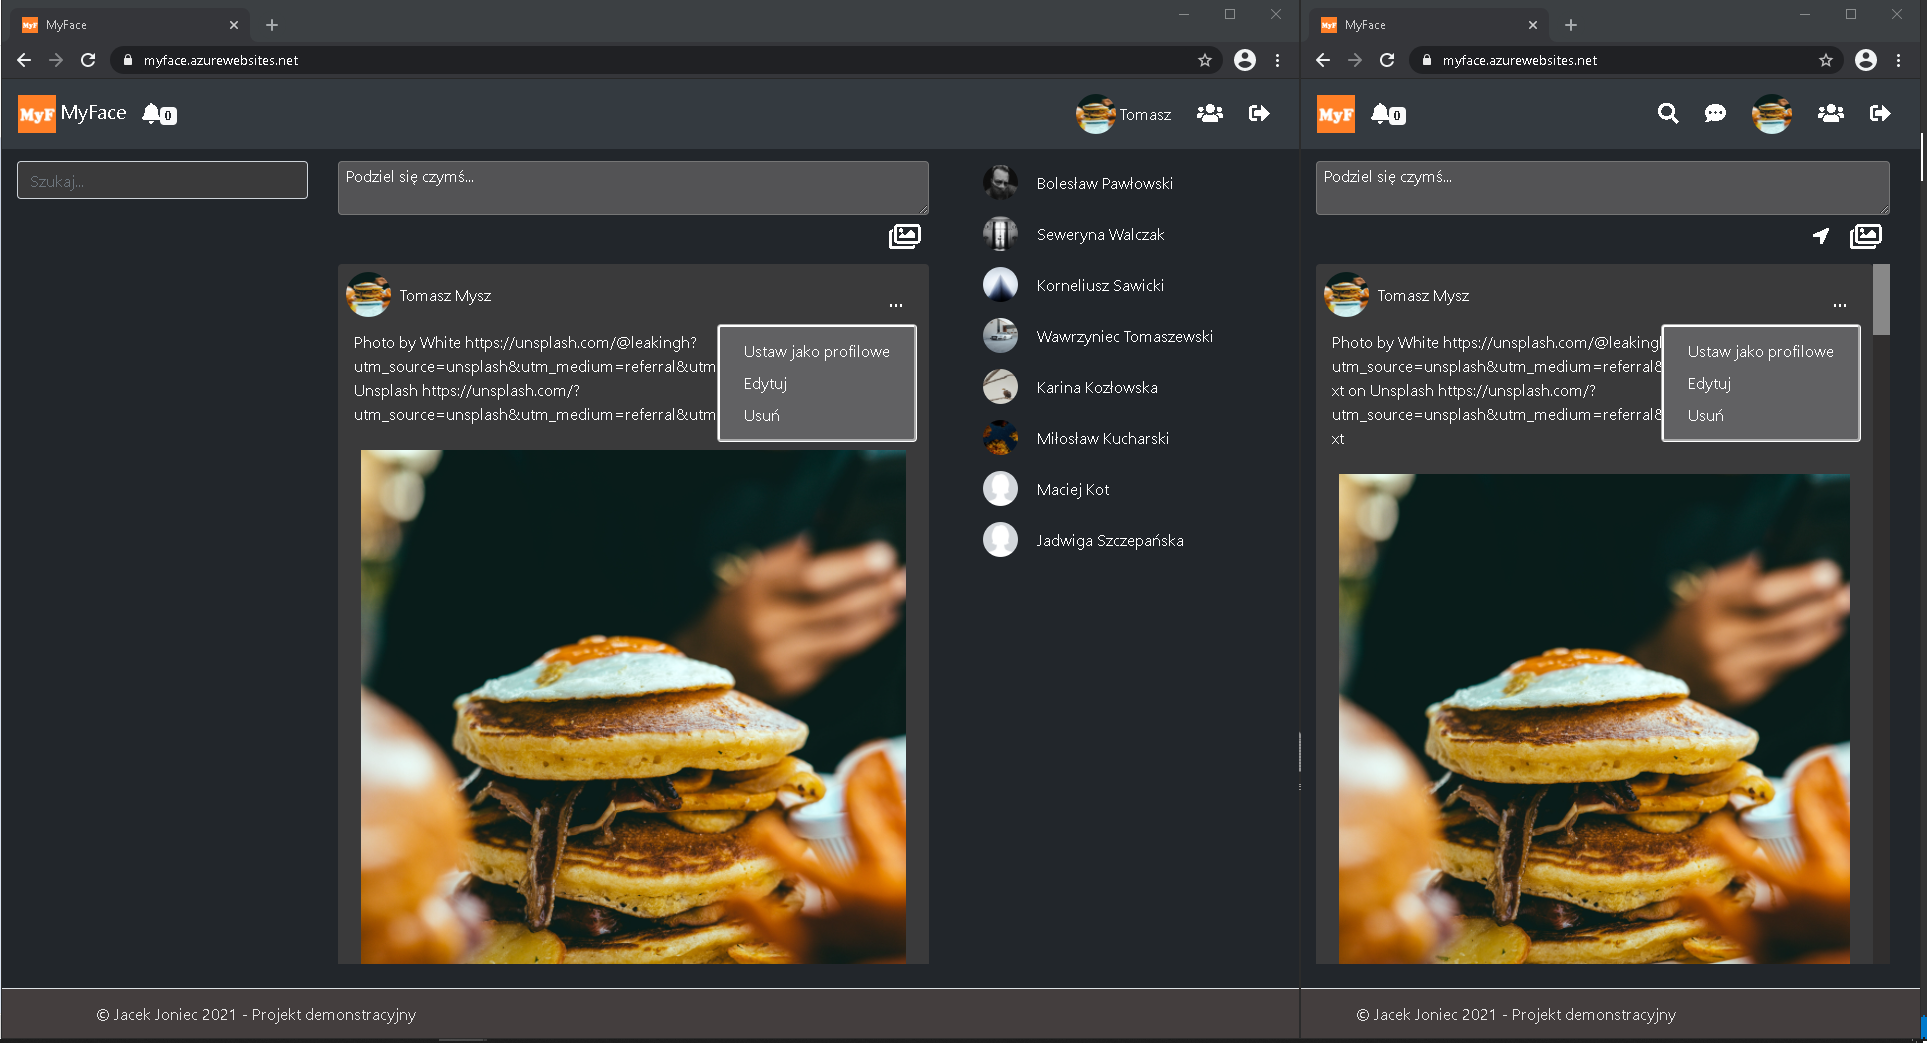 MyFace
myface.azurewebsites.net
MyF MyFace 0
Tomasz
Szukaj...
Podziel się czymś...
Tomasz Mysz
...
Photo by White https://unsplash.com/@leakingh?
utm_source=unsplash&utm_medium=referral&utm
Unsplash https://unsplash.com/?
utm_source=unsplash&utm_medium=referral&utm
Ustaw jako profilowe
Edytuj
Usuń
Bolesław Pawłowski
Seweryna Walczak
Korneliusz Sawicki
Wawrzyniec Tomaszewski
Karina Kozłowska
Miłosław Kucharski
Maciej Kot
Jadwiga Szczepańska
© Jacek Joniec 2021 - Projekt demonstracyjny
MyFace
myface.azurewebsites.net
MyF 0
Podziel się czymś...
Tomasz Mysz
...
Photo by White https://unsplash.com/@leakingh
utm_source=unsplash&utm_medium=referral&
xt on Unsplash https://unsplash.com/?
utm_source=unsplash&utm_medium=referral&
xt
Ustaw jako profilowe
Edytuj
Usuń
© Jacek Joniec 2021 - Projekt demonstracyjny